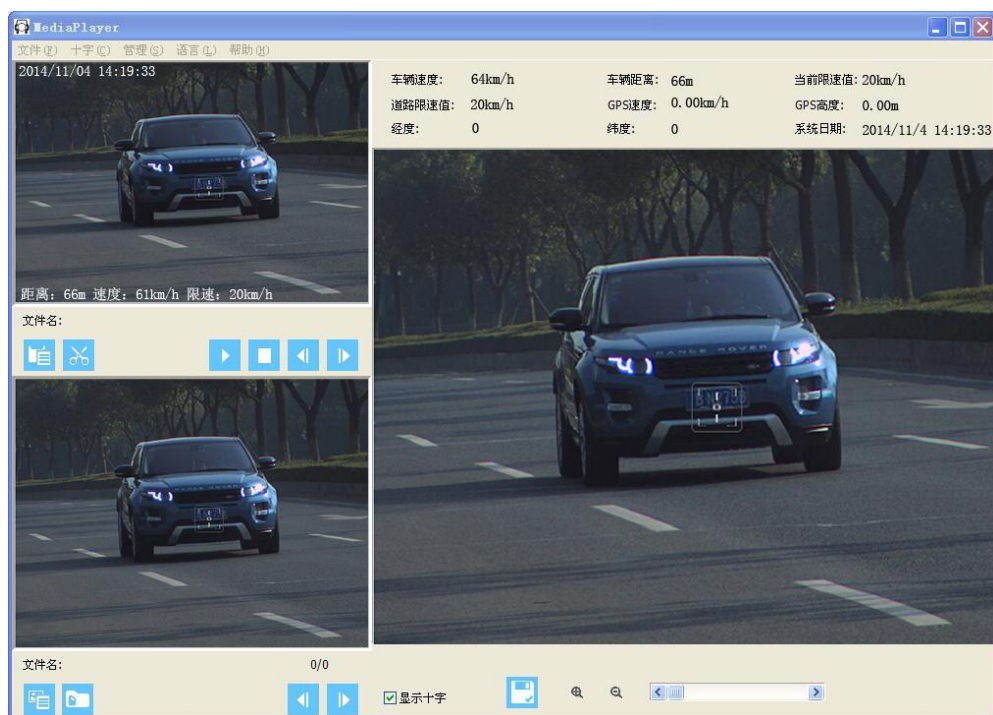 MediaPlayer
文件(F) 十字(C) 管理(S) 语言(L) 帮助(H)
2014/11/04 14:19:33
距离: 66m 速度: 61km/h 限速: 20km/h
文件名:
文件名:
0/0
车辆速度: 64km/h 车辆距离: 66m 当前限速值: 20km/h
道路限速值: 20km/h GPS速度: 0.00km/h GPS高度: 0.00m
经度: 0 纬度: 0 系统日期: 2014/11/4 14:19:33
RANGE ROVER
显示十字